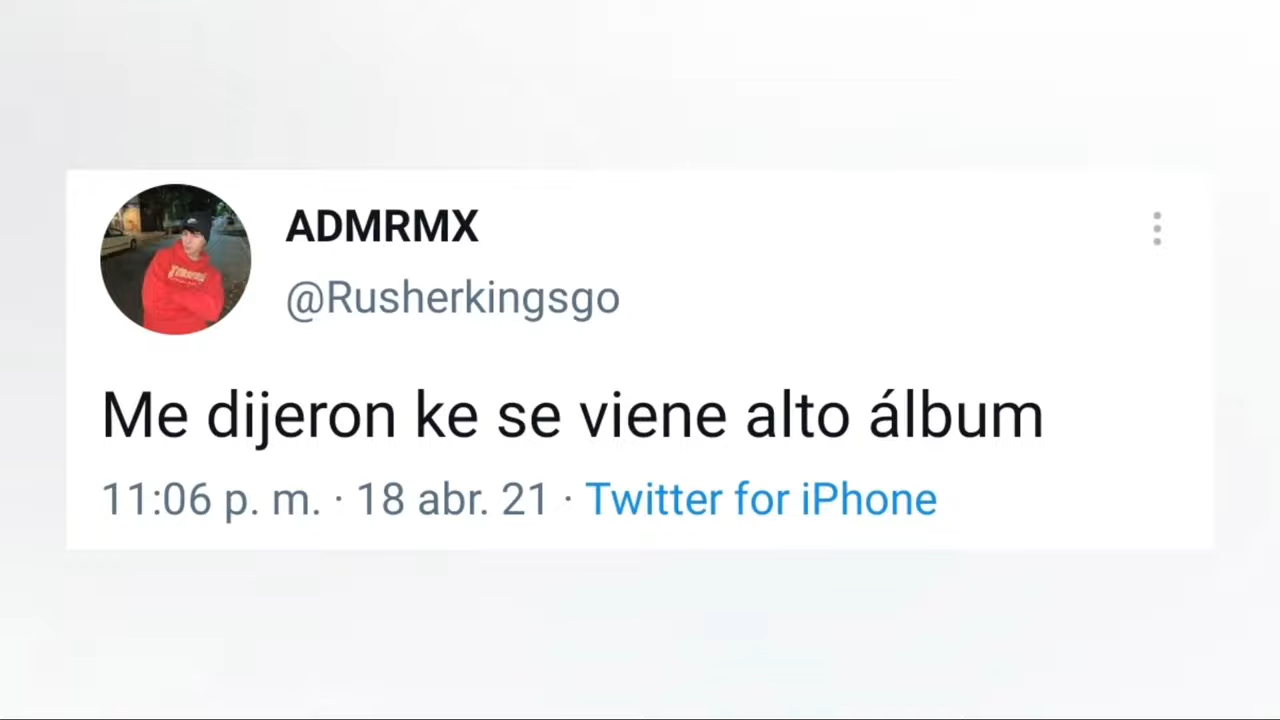 ADMRMX
@Rusherkingsgo
Me dijeron ke se viene alto álbum
11:06 p. m. · 18 abr. 21 · Twitter for iPhone